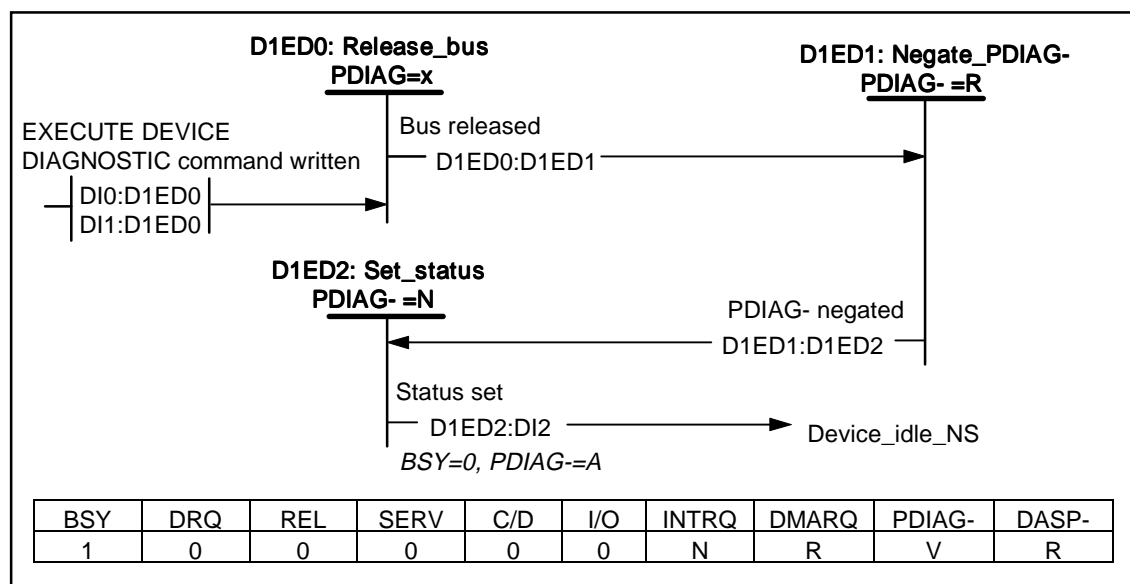 D1ED0: Release_bus
PDIAG=x
D1ED1: Negate_PDIAG-
PDIAG- =R
EXECUTE DEVICE
DIAGNOSTIC command written
DI0:D1ED0
DI1:D1ED0
Bus released
D1ED0:D1ED1
D1ED2: Set_status
PDIAG- =N
PDIAG- negated
D1ED1:D1ED2
Status set
D1ED2:DI2
Device_idle_NS
BSY=0, PDIAG-=A
BSY DRQ REL SERV C/D I/O INTRQ DMARQ PDIAG- DASP-
1 0 0 0 0 0 N R V R